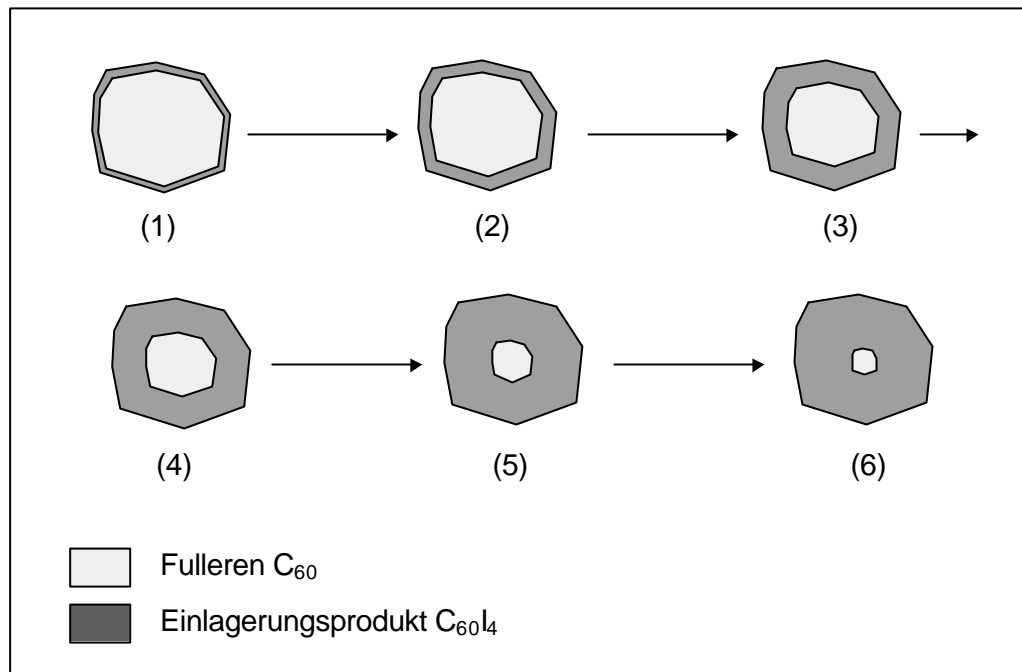 (1) (2) (3)
(4) (5) (6)
Fulleren C₆₀
Einlagerungsprodukt C₆₀I₄